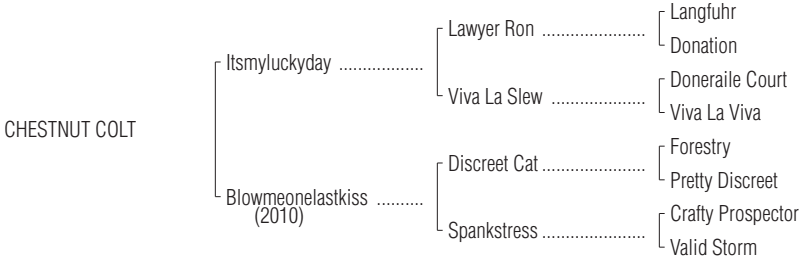 Langfuhr
Lawyer Ron ......................
Donation
Itsmyluckyday ..................
Doneraile Court
Viva La Slew ....................
Viva La Viva
CHESTNUT COLT
Forestry
Discreet Cat ......................
Pretty Discreet
Blowmeonelastkiss ..........
(2010)
Crafty Prospector
Spankstress ......................
Valid Storm